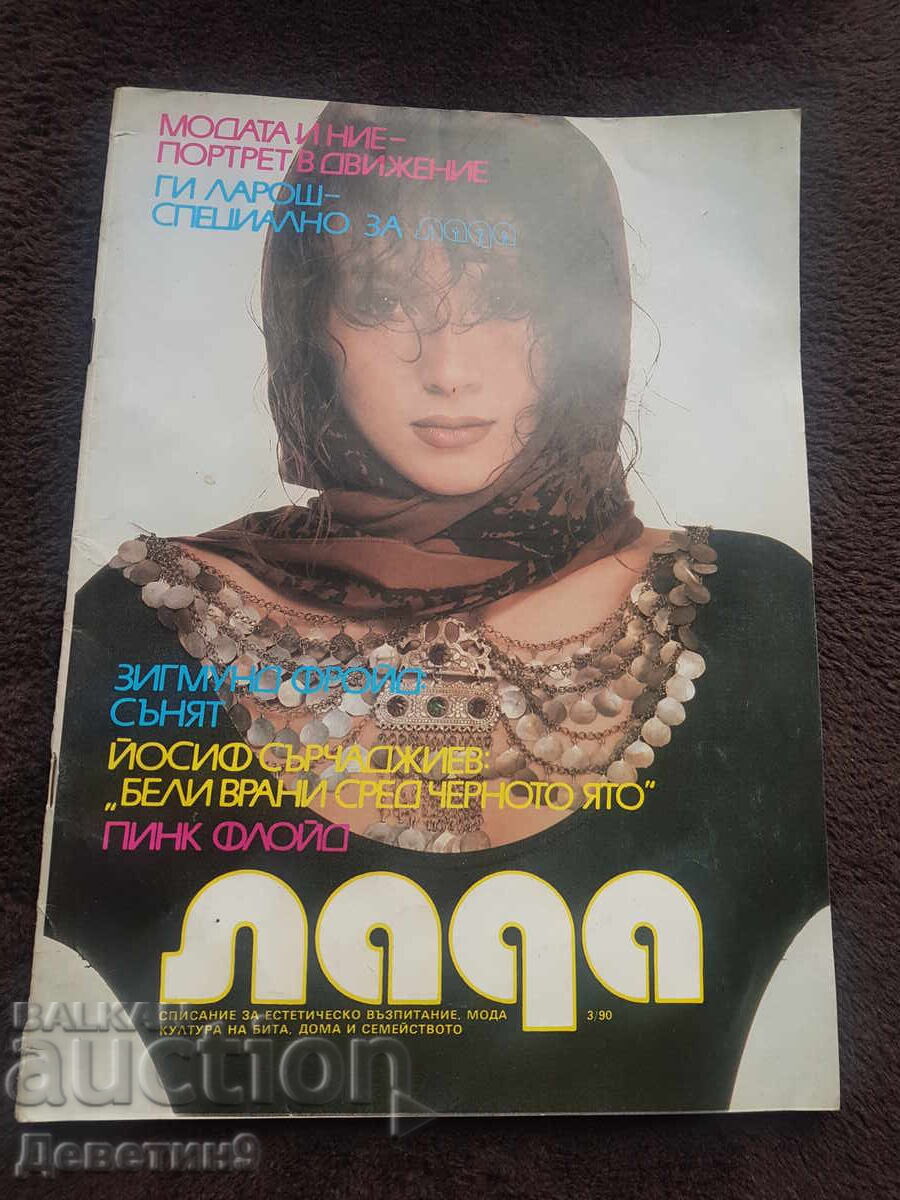 МОДАТА И НИЕ–
ПОРТРЕТ В ДВИЖЕНИЕ
ГИ ЛАРОШ–
СПЕЦИАЛНО ЗА ЛАДА
ЗИГМУНД ФРОЙД
СЪНЯТ
ЙОСИФ СЪРЧАДЖИЕВ:
„БЕЛИ ВРАНИ СРЕД ЧЕРНОТО ЯТО“
ПИНК ФЛОЙД
ЛАДА
СПИСАНИЕ ЗА ЕСТЕТИЧЕСКО ВЪЗПИТАНИЕ, МОДА 3/90
КУЛТУРА НА БИТА, ДОМА И СЕМЕЙСТВОТО
BALKAN
auction
Деветин9